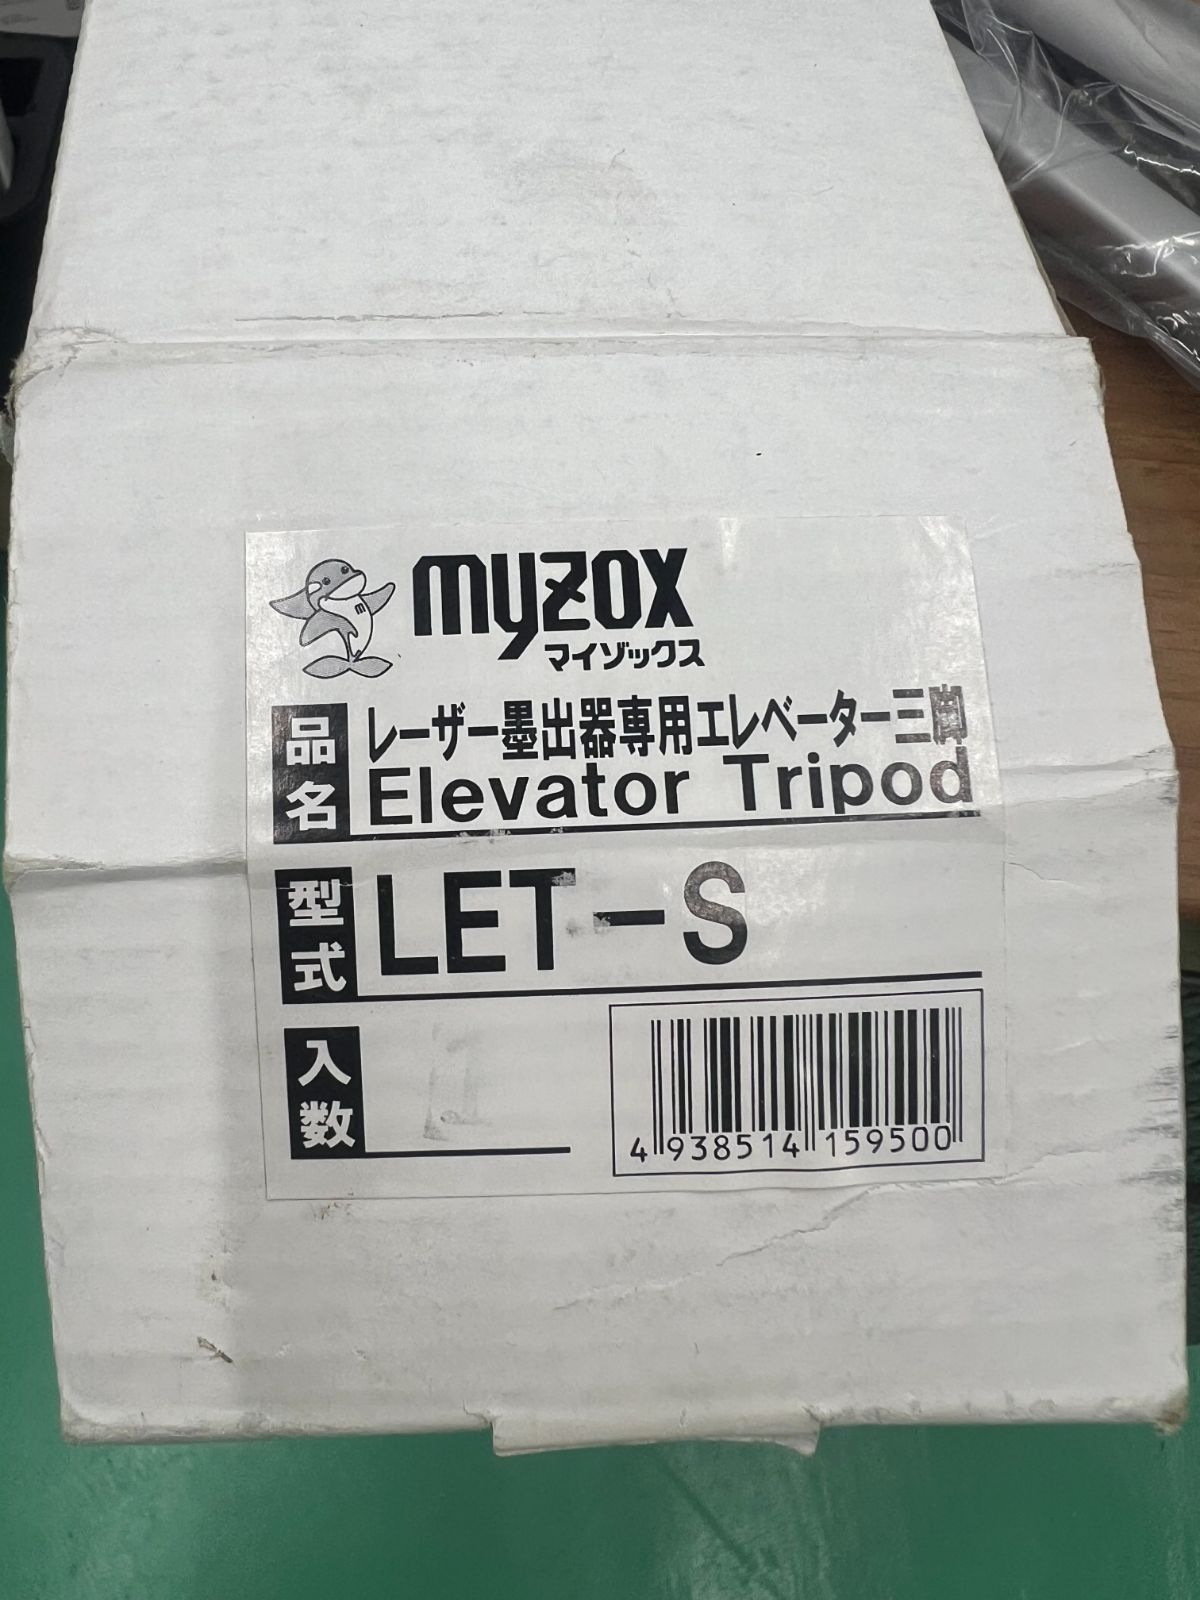 myzox
マイゾックス
品名 レーザー墨出器専用エレベーター三脚
Elevator Tripod
型式 LET-S
入数
4 938514 159500